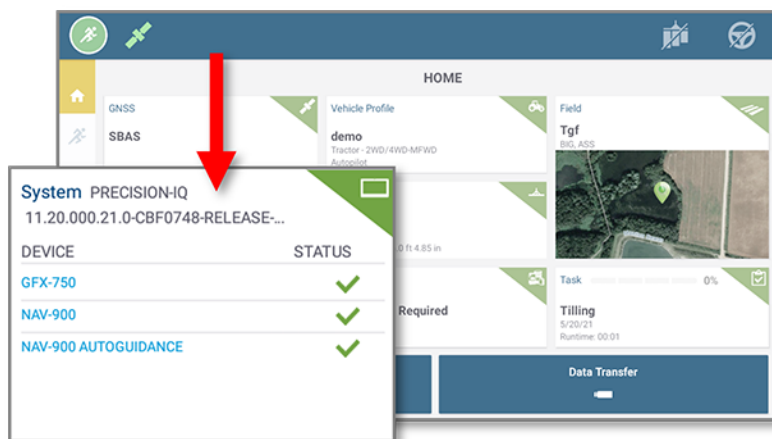 HOME
GNSS
SBAS
Vehicle Profile
demo
Tractor - 2WD/4WD-MFWD
Autopilot
Field
Tgf
BIG, ASS
System PRECISION-IQ
11.20.000.21.0-CBF0748-RELEASE-...
DEVICE STATUS
GFX-750
NAV-900
NAV-900 AUTOGUIDANCE
.0 ft 4.85 in
Required
Task 0%
Tilling
5/20/21
Runtime: 00:01
Data Transfer